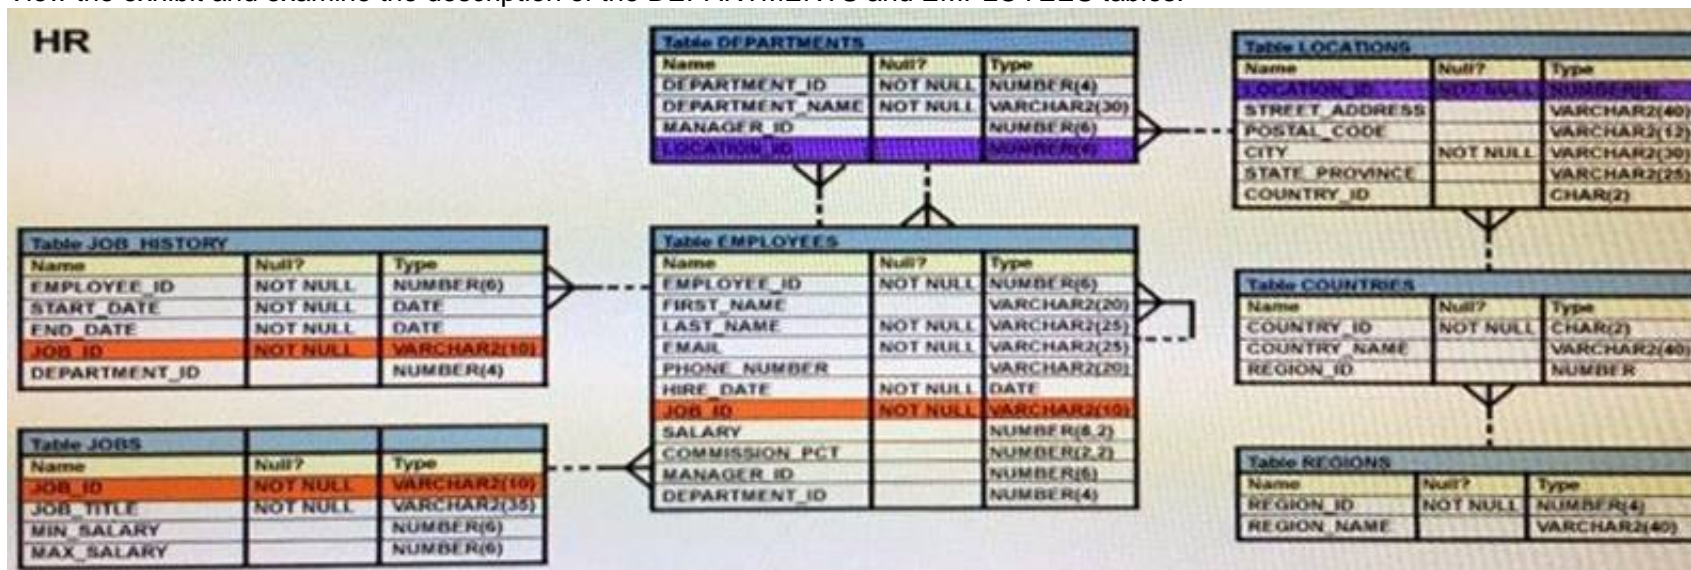 View the exhibit and examine the description of the DEPARTMENTS and EMPLOYEES tables.
HR
Table DEPARTMENTS
Name Null? Type
DEPARTMENT_ID NOT NULL NUMBER(4)
DEPARTMENT_NAME NOT NULL VARCHAR2(30)
MANAGER_ID NUMBER(6)
LOCATION_ID NUMBER(4)
Table LOCATIONS
Name Null? Type
LOCATION_ID NOT NULL NUMBER(4)
STREET_ADDRESS VARCHAR2(40)
POSTAL_CODE VARCHAR2(12)
CITY NOT NULL VARCHAR2(30)
STATE_PROVINCE VARCHAR2(25)
COUNTRY_ID CHAR(2)
Table JOB_HISTORY
Name Null? Type
EMPLOYEE_ID NOT NULL NUMBER(6)
START_DATE NOT NULL DATE
END_DATE NOT NULL DATE
JOB_ID NOT NULL VARCHAR2(10)
DEPARTMENT_ID NUMBER(4)
Table EMPLOYEES
Name Null? Type
EMPLOYEE_ID NOT NULL NUMBER(6)
FIRST_NAME VARCHAR2(20)
LAST_NAME NOT NULL VARCHAR2(25)
EMAIL NOT NULL VARCHAR2(25)
PHONE_NUMBER VARCHAR2(20)
HIRE_DATE NOT NULL DATE
JOB_ID NOT NULL VARCHAR2(10)
SALARY NUMBER(8,2)
COMMISSION_PCT NUMBER(2,2)
MANAGER_ID NUMBER(6)
DEPARTMENT_ID NUMBER(4)
Table COUNTRIES
Name Null? Type
COUNTRY_ID NOT NULL CHAR(2)
COUNTRY_NAME VARCHAR2(40)
REGION_ID NUMBER
Table JOBS
Name Null? Type
JOB_ID NOT NULL VARCHAR2(10)
JOB_TITLE NOT NULL VARCHAR2(35)
MIN_SALARY NUMBER(6)
MAX_SALARY NUMBER(6)
Table REGIONS
Name Null? Type
REGION_ID NOT NULL NUMBER(4)
REGION_NAME VARCHAR2(40)